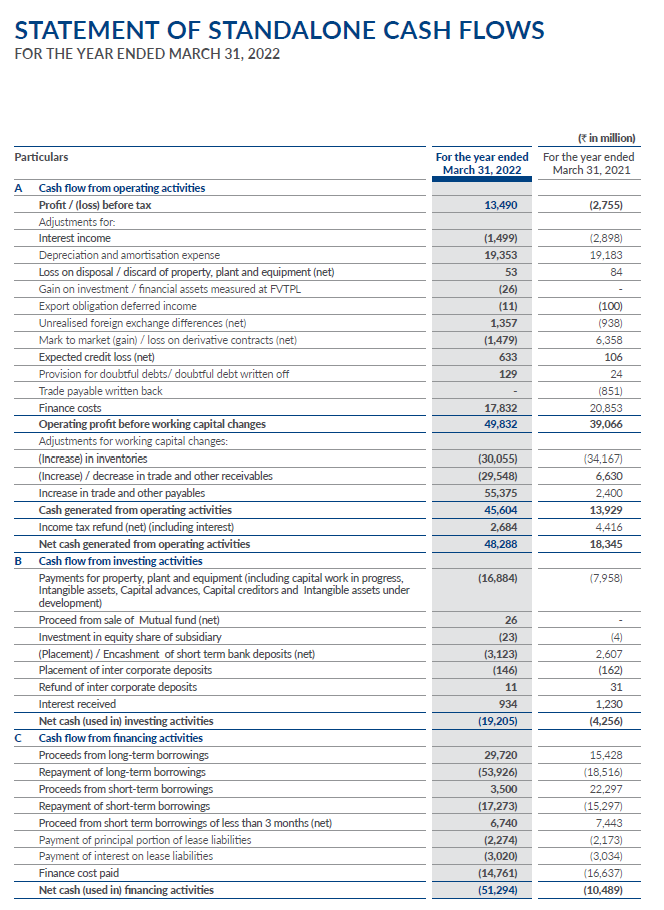 STATEMENT OF STANDALONE CASH FLOWS
FOR THE YEAR ENDED MARCH 31, 2022
(₹ in million)
Particulars For the year ended March 31, 2022 For the year ended March 31, 2021
A Cash flow from operating activities
Profit / (loss) before tax 13,490 (2,755)
Adjustments for:
Interest income (1,499) (2,898)
Depreciation and amortisation expense 19,353 19,183
Loss on disposal / discard of property, plant and equipment (net) 53 84
Gain on investment / financial assets measured at FVTPL (26) -
Export obligation deferred income (11) (100)
Unrealised foreign exchange differences (net) 1,357 (938)
Mark to market (gain) / loss on derivative contracts (net) (1,479) 6,358
Expected credit loss (net) 633 106
Provision for doubtful debts/ doubtful debt written off 129 24
Trade payable written back - (851)
Finance costs 17,832 20,853
Operating profit before working capital changes 49,832 39,066
Adjustments for working capital changes:
(Increase) in inventories (30,055) (34,167)
(Increase) / decrease in trade and other receivables (29,548) 6,630
Increase in trade and other payables 55,375 2,400
Cash generated from operating activities 45,604 13,929
Income tax refund (net) (including interest) 2,684 4,416
Net cash generated from operating activities 48,288 18,345
B Cash flow from investing activities
Payments for property, plant and equipment (including capital work in progress, (16,884) (7,958)
Intangible assets, Capital advances, Capital creditors and Intangible assets under
development)
Proceed from sale of Mutual fund (net) 26 -
Investment in equity share of subsidiary (23) (4)
(Placement) / Encashment of short term bank deposits (net) (3,123) 2,607
Placement of inter corporate deposits (146) (162)
Refund of inter corporate deposits 11 31
Interest received 934 1,230
Net cash (used in) investing activities (19,205) (4,256)
C Cash flow from financing activities
Proceeds from long-term borrowings 29,720 15,428
Repayment of long-term borrowings (53,926) (18,516)
Proceeds from short-term borrowings 3,500 22,297
Repayment of short-term borrowings (17,273) (15,297)
Proceed from short term borrowings of less than 3 months (net) 6,740 7,443
Payment of principal portion of lease liabilities (2,274) (2,173)
Payment of interest on lease liabilities (3,020) (3,034)
Finance cost paid (14,761) (16,637)
Net cash (used in) financing activities (51,294) (10,489)